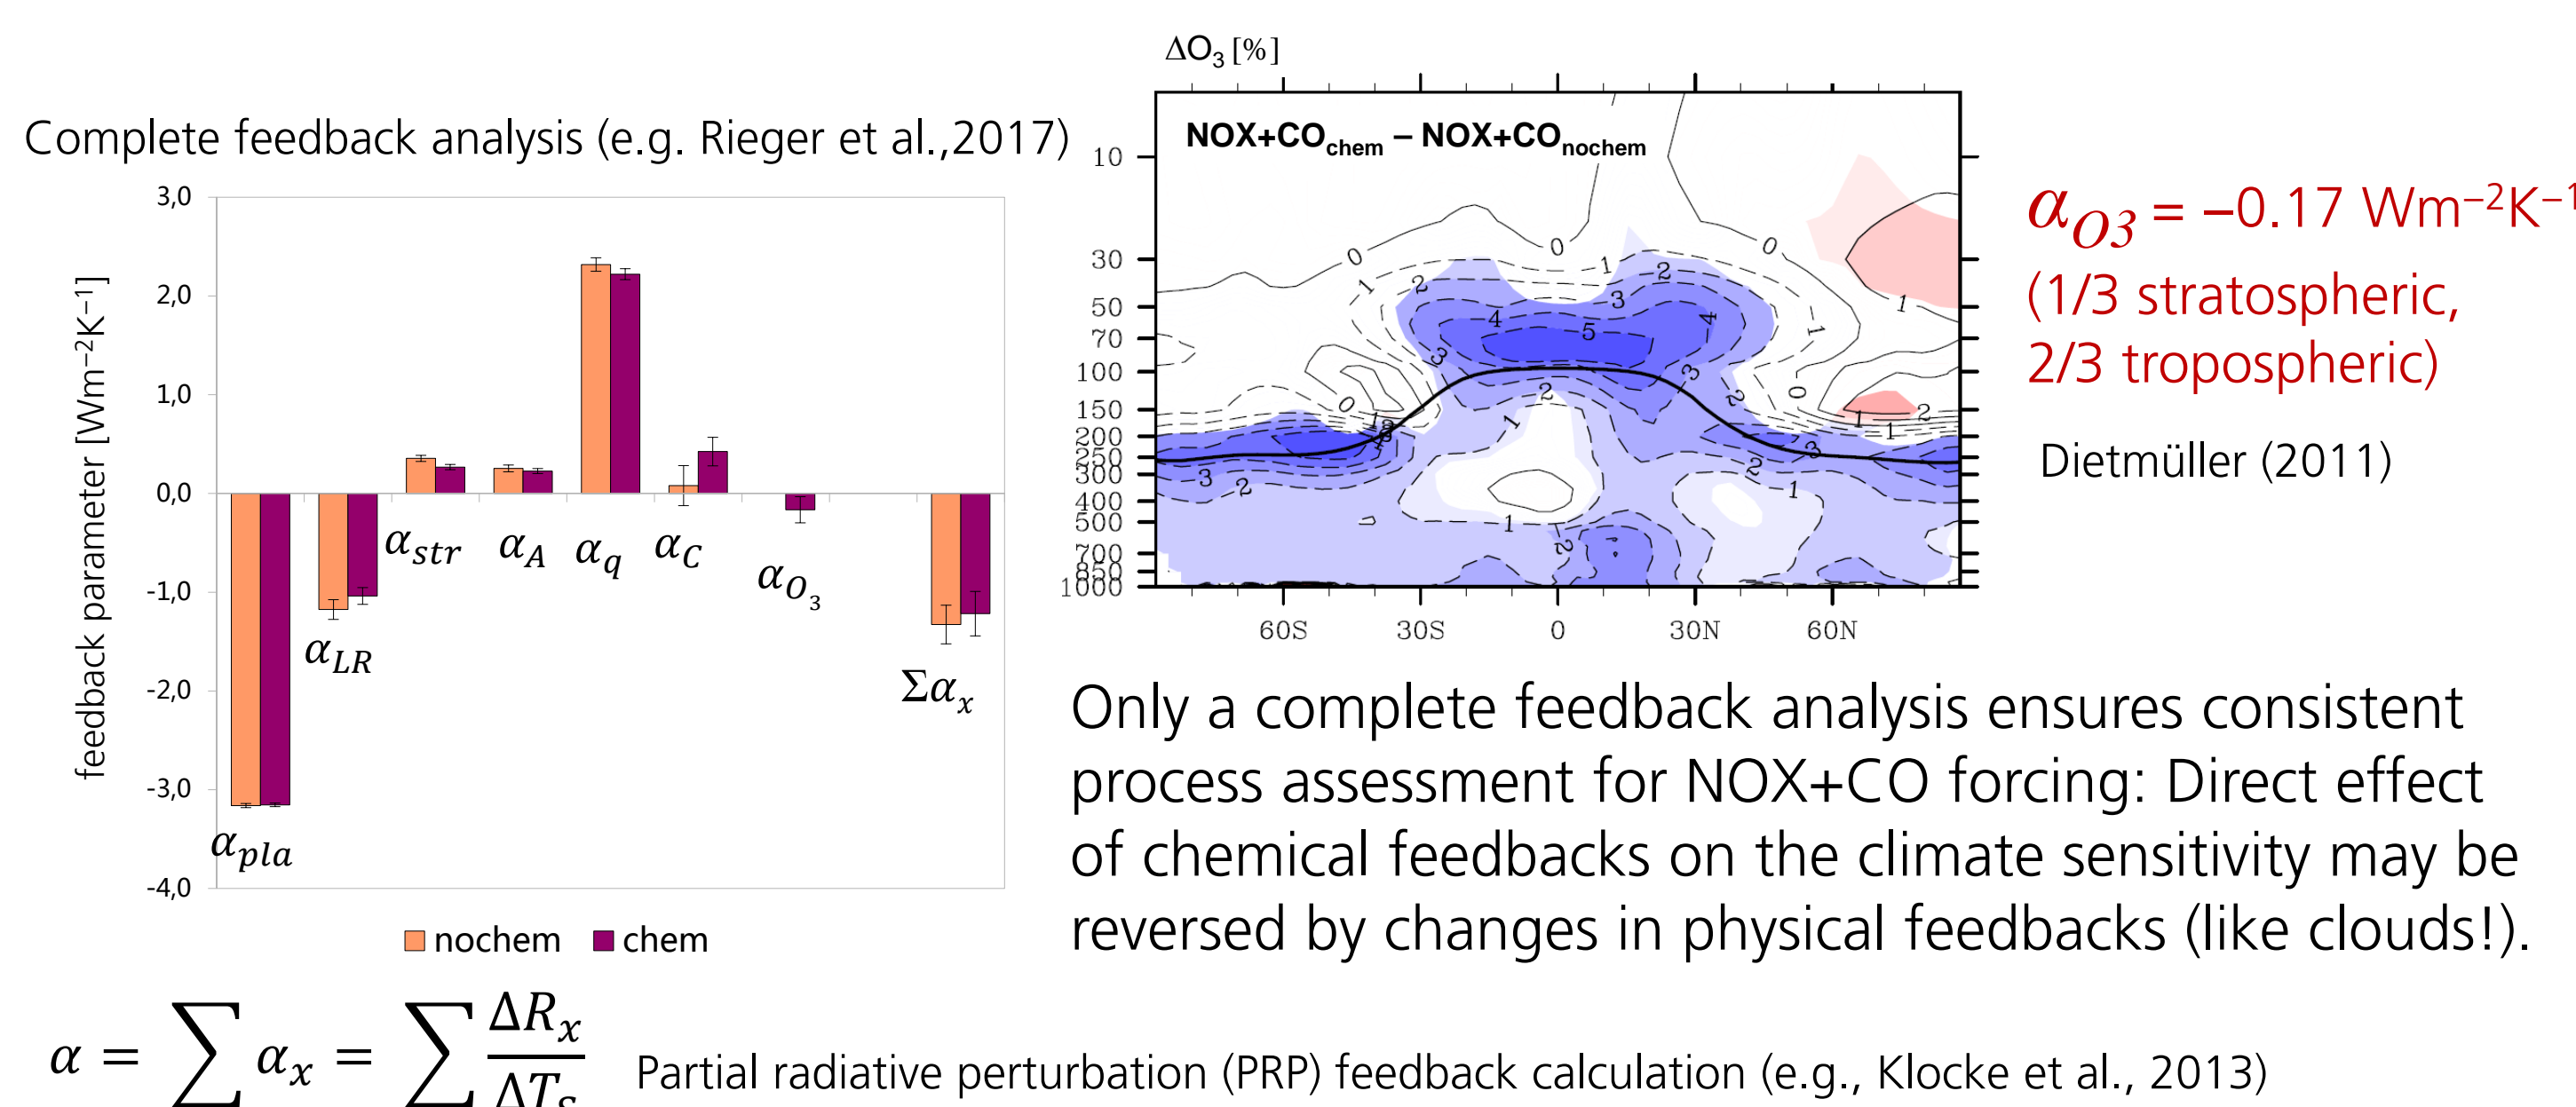 Complete feedback analysis (e.g. Rieger et al.,2017)
feedback parameter [Wm⁻²K⁻¹]
3,0
2,0
1,0
0,0
-1,0
-2,0
-3,0
-4,0
α_pla
α_LR
α_str
α_A
α_q
α_C
α_O₃
Σα_x
nochem
chem
ΔO₃ [%]
NOX+CO_chem – NOX+CO_nochem
10
30
50
70
100
150
200
250
300
400
500
700
850
1000
60S
30S
0
30N
60N
α_O3 = –0.17 Wm⁻²K⁻¹
(1/3 stratospheric,
2/3 tropospheric)
Dietmüller (2011)
Only a complete feedback analysis ensures consistent
process assessment for NOX+CO forcing: Direct effect
of chemical feedbacks on the climate sensitivity may be
reversed by changes in physical feedbacks (like clouds!).
α = ∑ α_x = ∑ ΔR_x / ΔT_S
Partial radiative perturbation (PRP) feedback calculation (e.g., Klocke et al., 2013)